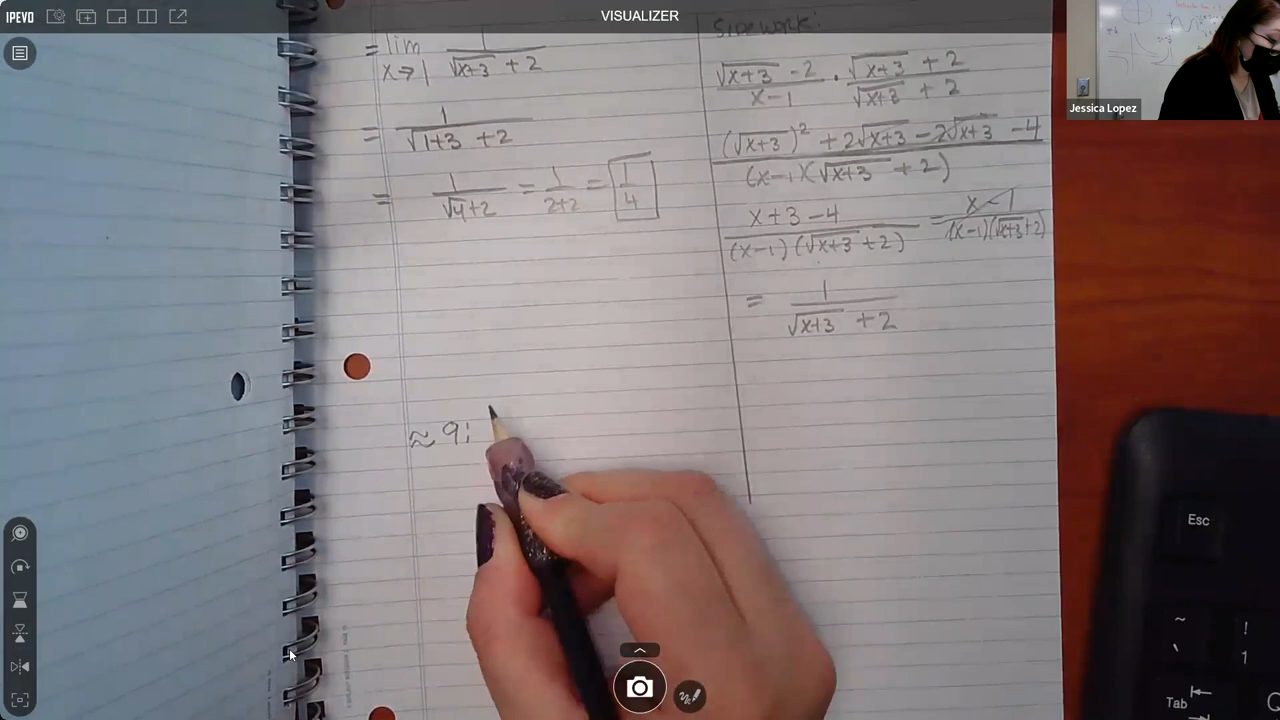 IPEVO
VISUALIZER
Jessica Lopez
= lim x→1 1/(√x+3 + 2)
= 1/(√1+3 + 2)
= 1/(√4+2) = 1/(2+2) = 1/4
≈ 9:
Sidework:
(√x+3 - 2)/(x-1) · (√x+3 + 2)/(√x+3 + 2)
((√x+3)² + 2√x+3 - 2√x+3 - 4)/((x-1)(√x+3 + 2)
(x+3-4)/((x-1)(√x+3 + 2)) = (x-1)/((x-1)(√x+3+2))
= 1/(√x+3 + 2)
Esc
~ `
! 1
Tab